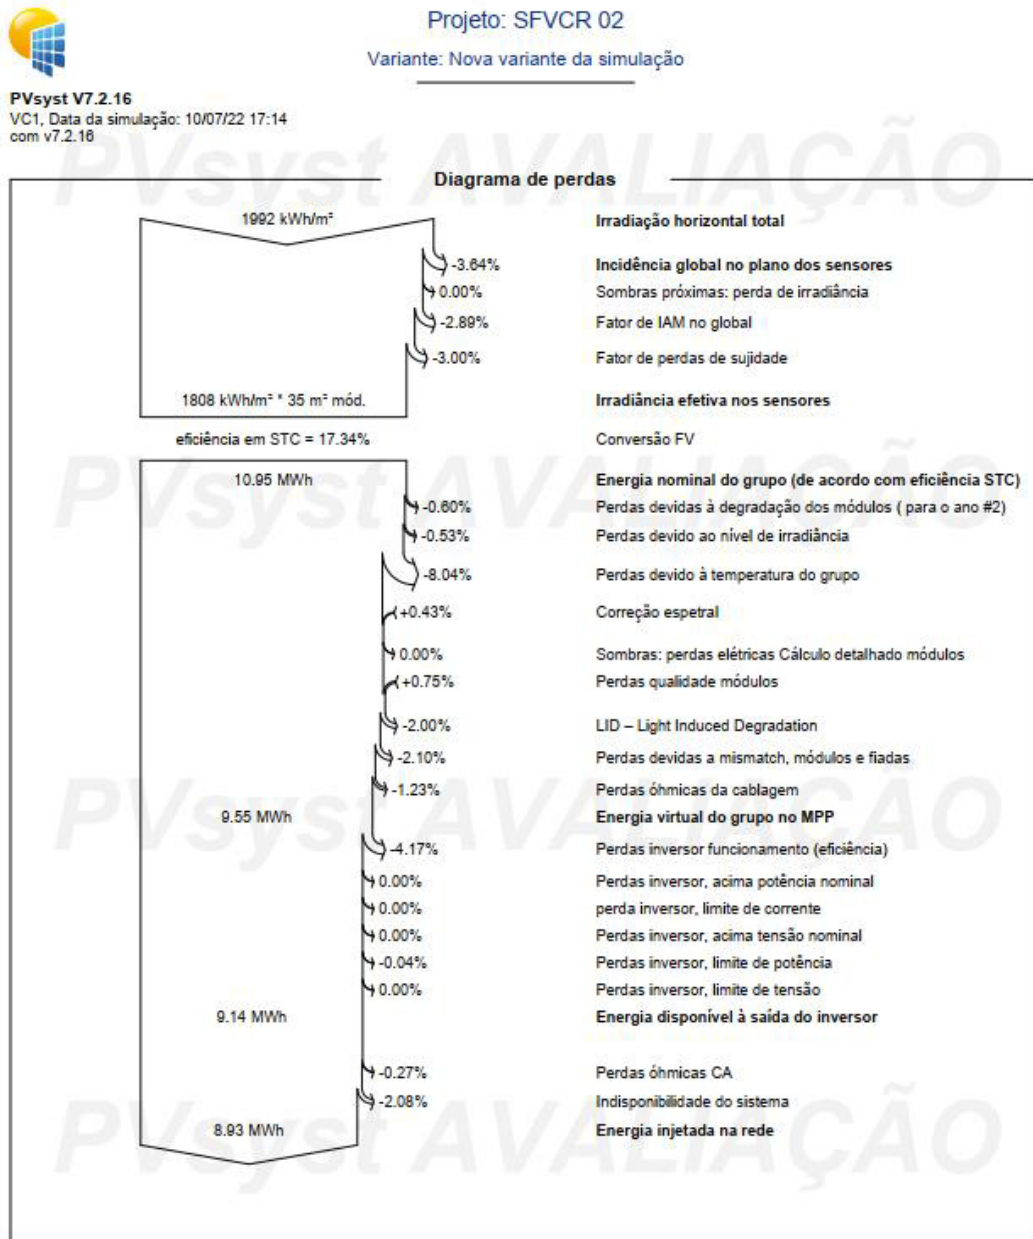 Projeto: SFVCR 02
Variante: Nova variante da simulação
PVsyst V7.2.16
VC1, Data da simulação: 10/07/22 17:14
com v7.2.16
PVsyst AVALIAÇÃO
Diagrama de perdas
1992 kWh/m² Irradiação horizontal total
-3.64% Incidência global no plano dos sensores
0.00% Sombras próximas: perda de irradiância
-2.89% Fator de IAM no global
-3.00% Fator de perdas de sujidade
1808 kWh/m² * 35 m² mód. Irradiância efetiva nos sensores
eficiência em STC = 17.34% Conversão FV
PVsyst AVALIAÇÃO
10.95 MWh Energia nominal do grupo (de acordo com eficiência STC)
-0.60% Perdas devidas à degradação dos módulos ( para o ano #2)
-0.53% Perdas devido ao nível de irradiância
-8.04% Perdas devido à temperatura do grupo
+0.43% Correção espetral
0.00% Sombras: perdas elétricas Cálculo detalhado módulos
+0.75% Perdas qualidade módulos
-2.00% LID – Light Induced Degradation
-2.10% Perdas devidas a mismatch, módulos e fiadas
-1.23% Perdas óhmicas da cablagem
PVsyst AVALIAÇÃO
9.55 MWh Energia virtual do grupo no MPP
-4.17% Perdas inversor funcionamento (eficiência)
0.00% Perdas inversor, acima potência nominal
0.00% perda inversor, limite de corrente
0.00% Perdas inversor, acima tensão nominal
-0.04% Perdas inversor, limite de potência
0.00% Perdas inversor, limite de tensão
9.14 MWh Energia disponível à saída do inversor
-0.27% Perdas óhmicas CA
-2.08% Indisponibilidade do sistema
8.93 MWh Energia injetada na rede
PVsyst AVALIAÇÃO